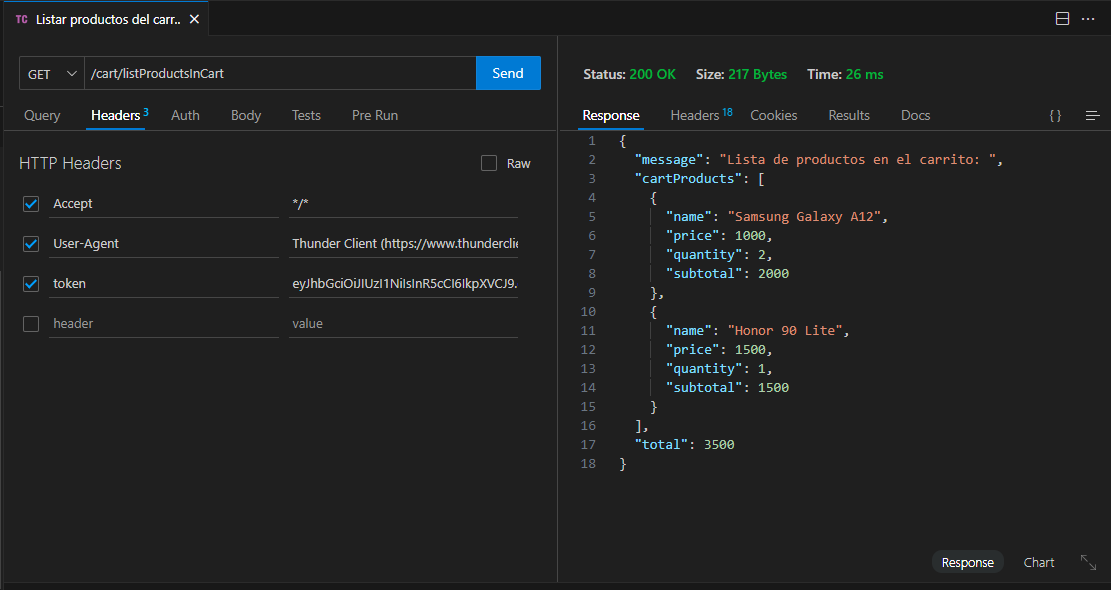 TC Listar productos del carr..
GET /cart/listProductsInCart Send
Query Headers 3 Auth Body Tests Pre Run
HTTP Headers Raw
Accept */*
User-Agent Thunder Client (https://www.thunderclie
token eyJhbGciOiJIUzI1NiIsInR5cCI6IkpXVCJ9.
header value
Status: 200 OK Size: 217 Bytes Time: 26 ms
Response Headers 18 Cookies Results Docs {}
1 {
2 "message": "Lista de productos en el carrito: ",
3 "cartProducts": [
4 {
5 "name": "Samsung Galaxy A12",
6 "price": 1000,
7 "quantity": 2,
8 "subtotal": 2000
9 },
10 {
11 "name": "Honor 90 Lite",
12 "price": 1500,
13 "quantity": 1,
14 "subtotal": 1500
15 }
16 ],
17 "total": 3500
18 }
Response Chart